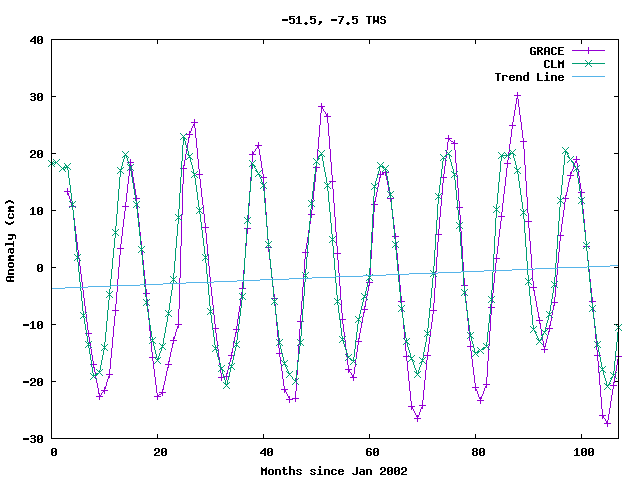 -51.5, -7.5 TWS
GRACE
CLM
Trend Line
40
30
20
10
0
-10
-20
-30
Anomaly (cm)
0 20 40 60 80 100
Months since Jan 2002